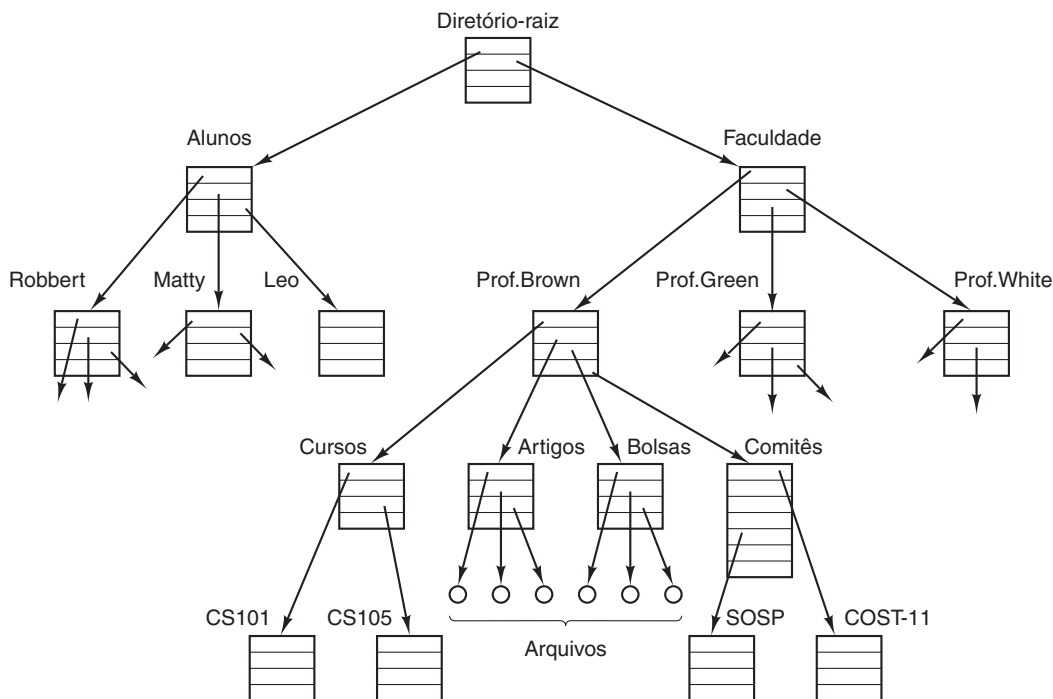 Diretório-raiz
Alunos
Faculdade
Robbert
Matty
Leo
Prof.Brown
Prof.Green
Prof.White
Cursos
Artigos
Bolsas
Comitês
CS101
CS105
SOSP
COST-11
Arquivos